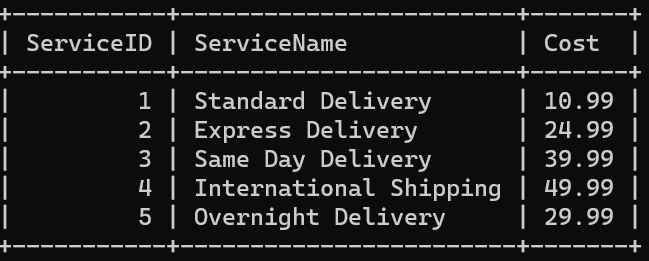 +-----------+------------------------+-------+
| ServiceID | ServiceName            | Cost  |
+-----------+------------------------+-------+
|         1 | Standard Delivery      | 10.99 |
|         2 | Express Delivery       | 24.99 |
|         3 | Same Day Delivery      | 39.99 |
|         4 | International Shipping | 49.99 |
|         5 | Overnight Delivery     | 29.99 |
+-----------+------------------------+-------+